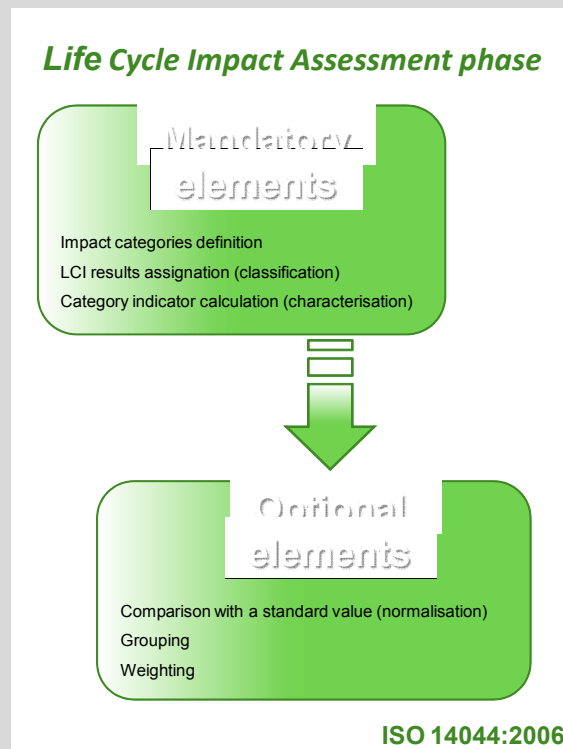 Life Cycle Impact Assessment phase
Mandatory
elements
Impact categories definition
LCI results assignation (classification)
Category indicator calculation (characterisation)
Optional
elements
Comparison with a standard value (normalisation)
Grouping
Weighting
ISO 14044:2006